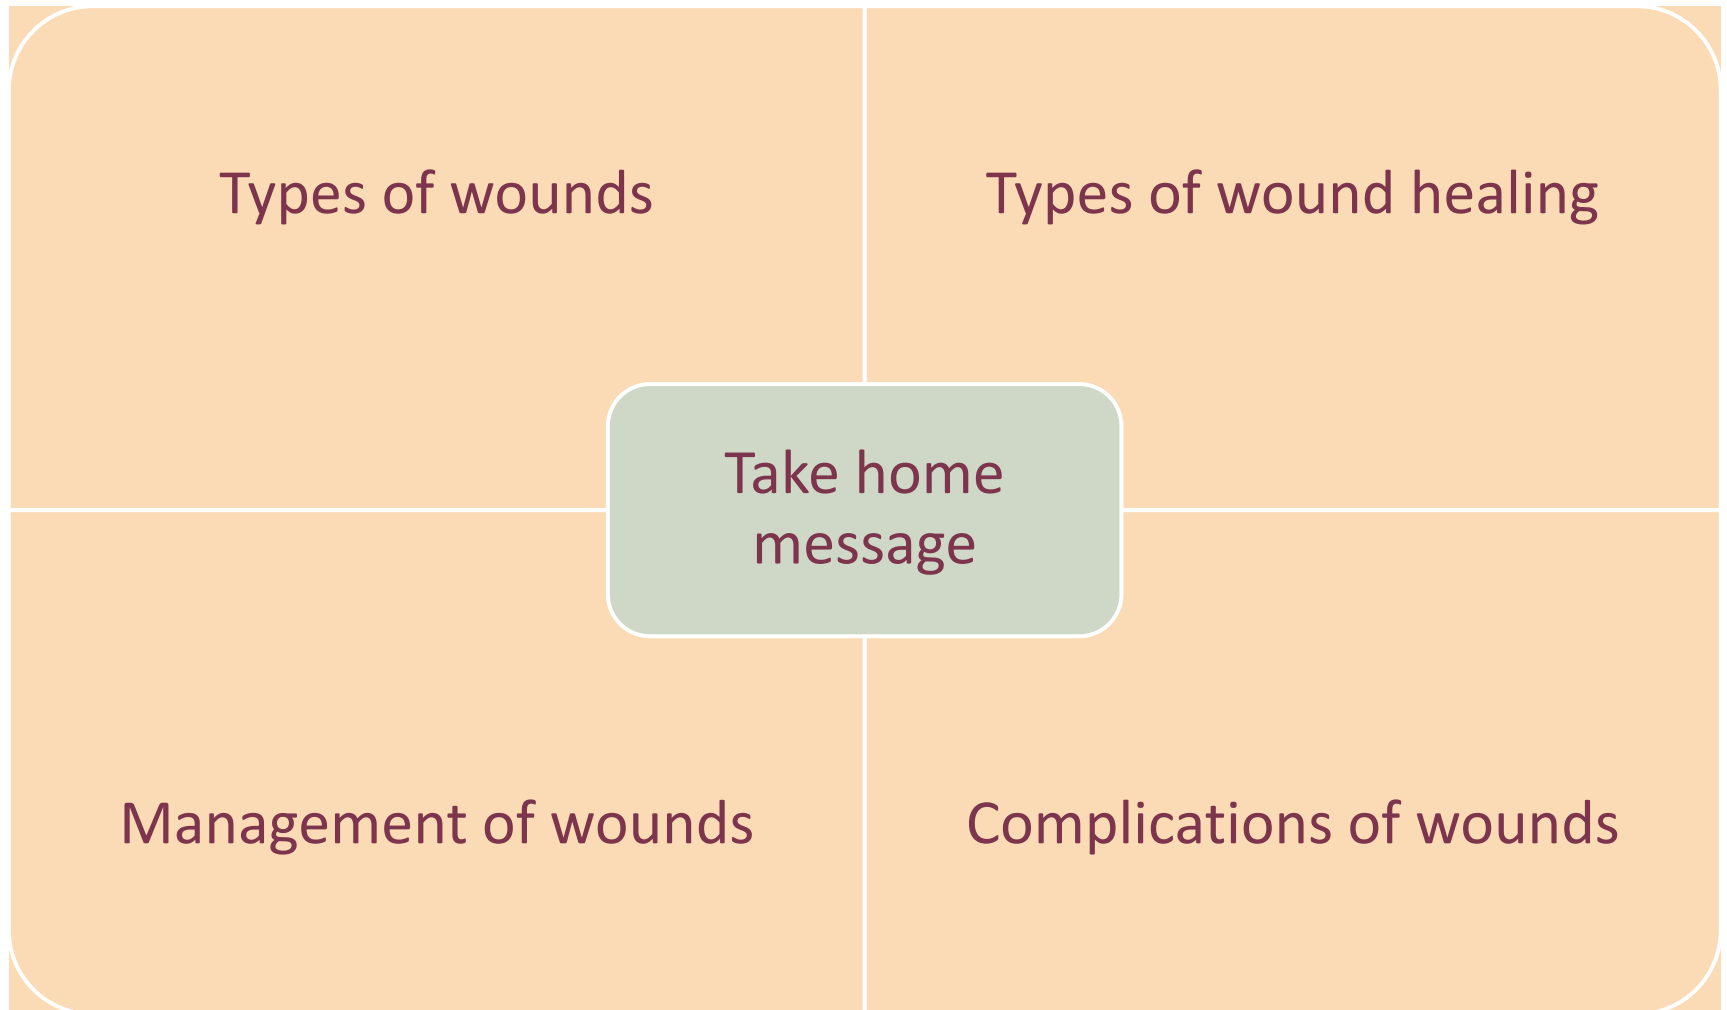 Types of wounds
Types of wound healing
Take home
message
Management of wounds
Complications of wounds